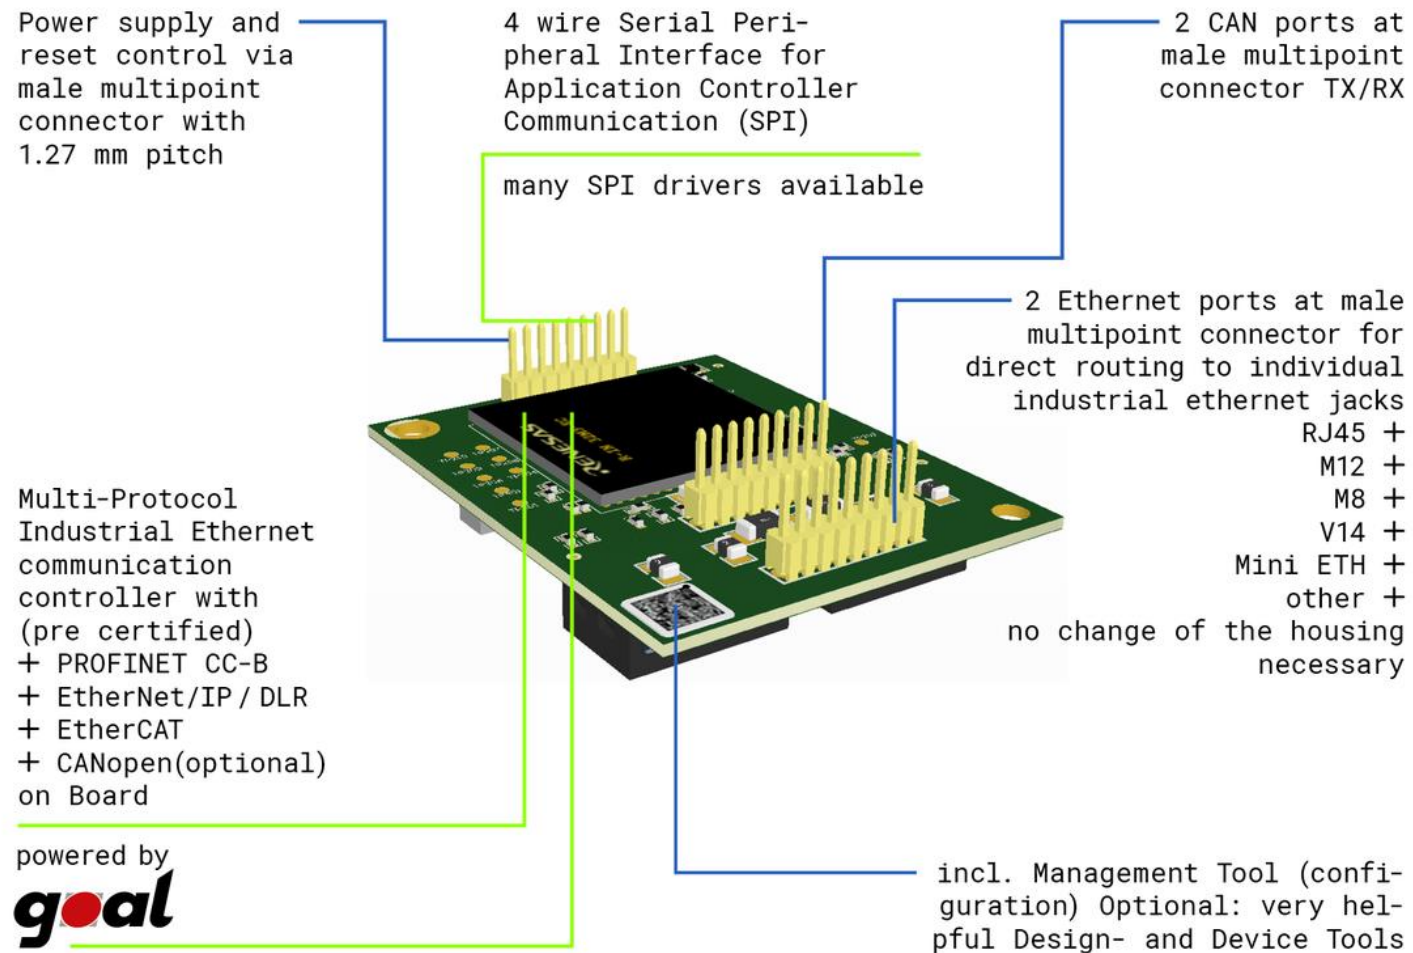 Power supply and
reset control via
male multipoint
connector with
1.27 mm pitch
4 wire Serial Peri-
pheral Interface for
Application Controller
Communication (SPI)
many SPI drivers available
2 CAN ports at
male multipoint
connector TX/RX
2 Ethernet ports at male
multipoint connector for
direct routing to individual
industrial ethernet jacks
RJ45 +
M12 +
M8 +
V14 +
Mini ETH +
other +
no change of the housing
necessary
RENESAS
Multi-Protocol
Industrial Ethernet
communication
controller with
(pre certified)
+ PROFINET CC-B
+ EtherNet/IP / DLR
+ EtherCAT
+ CANopen(optional)
on Board
powered by
goal
incl. Management Tool (confi-
guration) Optional: very hel-
pful Design- and Device Tools